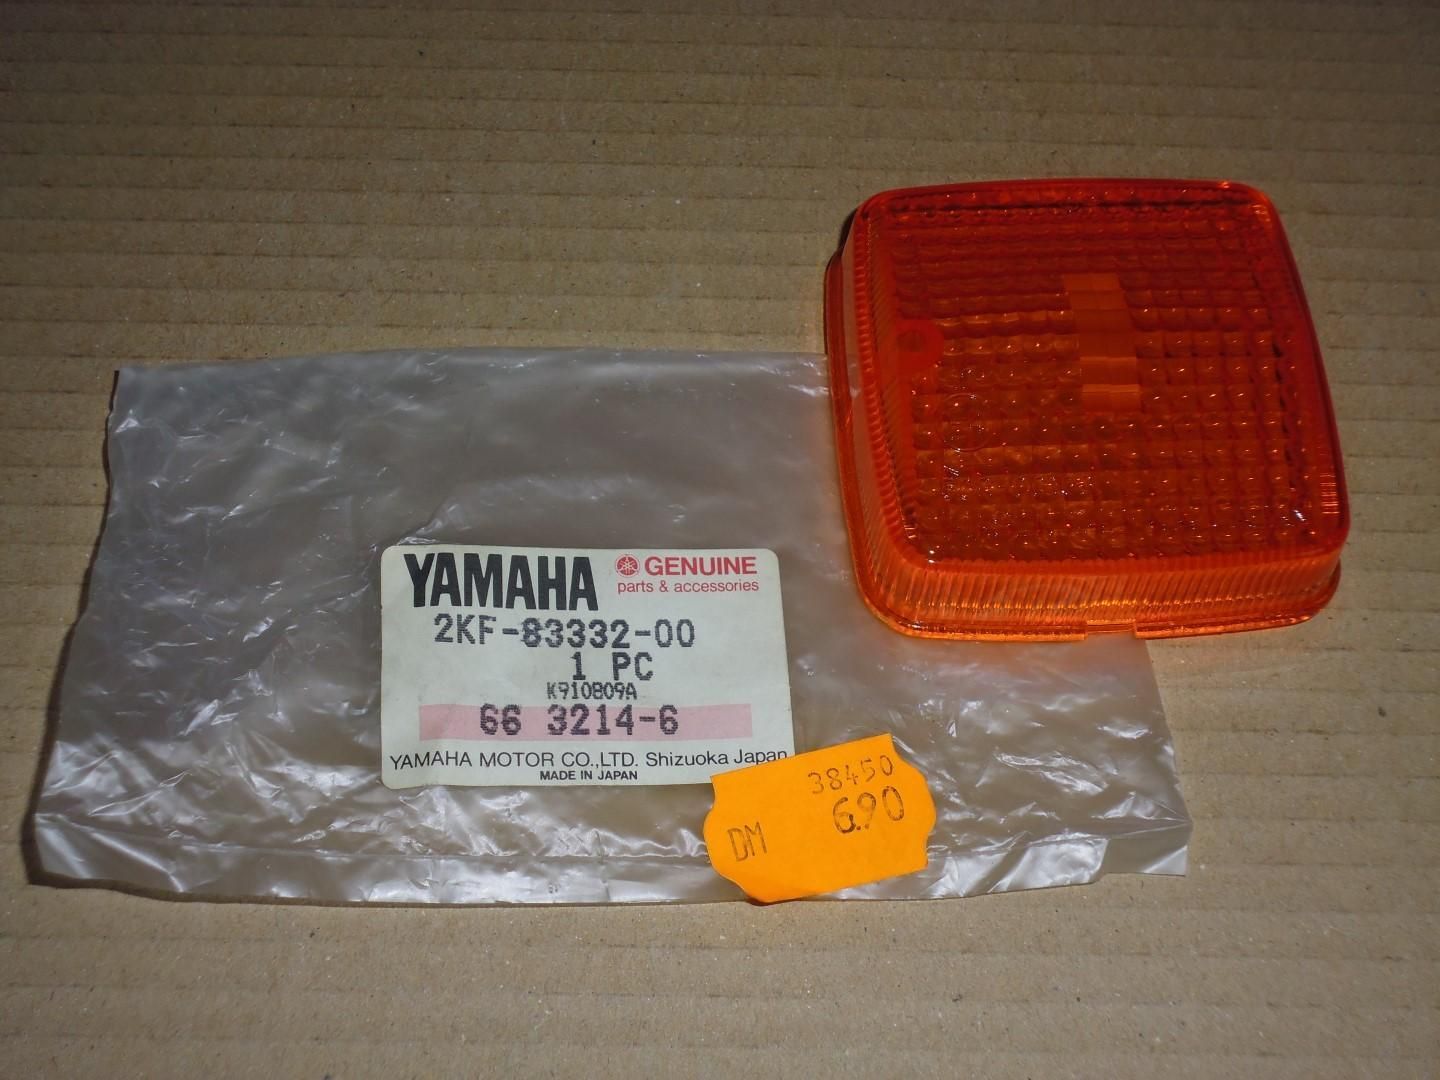 YAMAHA GENUINE
parts & accessories
2KF-83332-00
1 PC
K910809A
66 3214-6
YAMAHA MOTOR CO.,LTD. Shizuoka Japan
MADE IN JAPAN
38450
DM 6.90